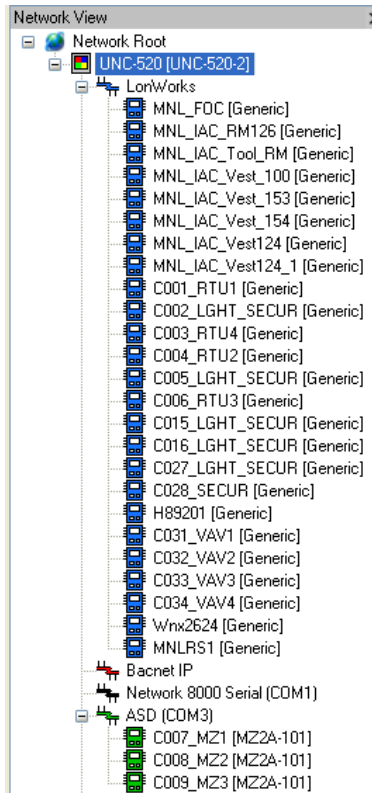 Network View
Network Root
UNC-520 [UNC-520-2]
LonWorks
MNL_FOC [Generic]
MNL_IAC_RM126 [Generic]
MNL_IAC_Tool_RM [Generic]
MNL_IAC_Vest_100 [Generic]
MNL_IAC_Vest_153 [Generic]
MNL_IAC_Vest_154 [Generic]
MNL_IAC_Vest124 [Generic]
MNL_IAC_Vest124_1 [Generic]
C001_RTU1 [Generic]
C002_LGHT_SECUR [Generic]
C003_RTU4 [Generic]
C004_RTU2 [Generic]
C005_LGHT_SECUR [Generic]
C006_RTU3 [Generic]
C015_LGHT_SECUR [Generic]
C016_LGHT_SECUR [Generic]
C027_LGHT_SECUR [Generic]
C028_SECUR [Generic]
H89201 [Generic]
C031_VAV1 [Generic]
C032_VAV2 [Generic]
C033_VAV3 [Generic]
C034_VAV4 [Generic]
Wnx2624 [Generic]
MNLRS1 [Generic]
Bacnet IP
Network 8000 Serial (COM1)
ASD (COM3)
C007_MZ1 [MZ2A-101]
C008_MZ2 [MZ2A-101]
C009_MZ3 [MZ2A-101]